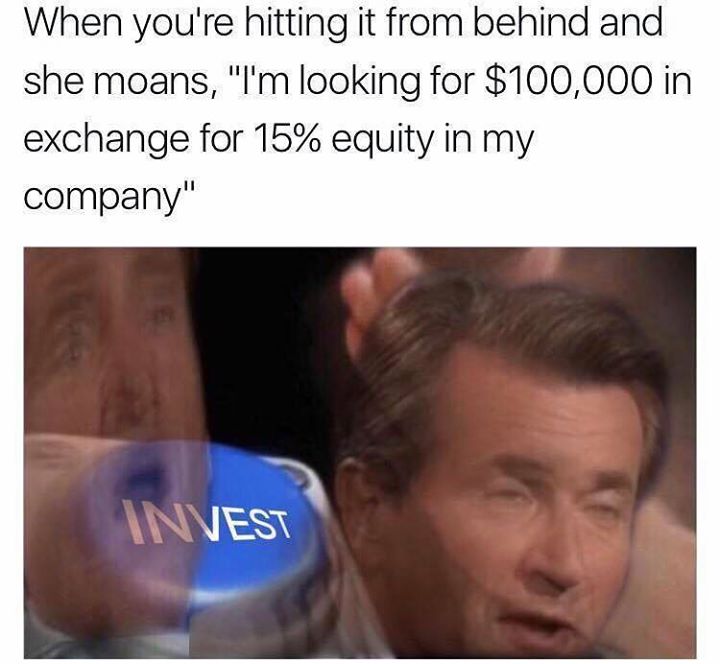 When you're hitting it from behind and
she moans, "I'm looking for $100,000 in
exchange for 15% equity in my
company"
INVEST